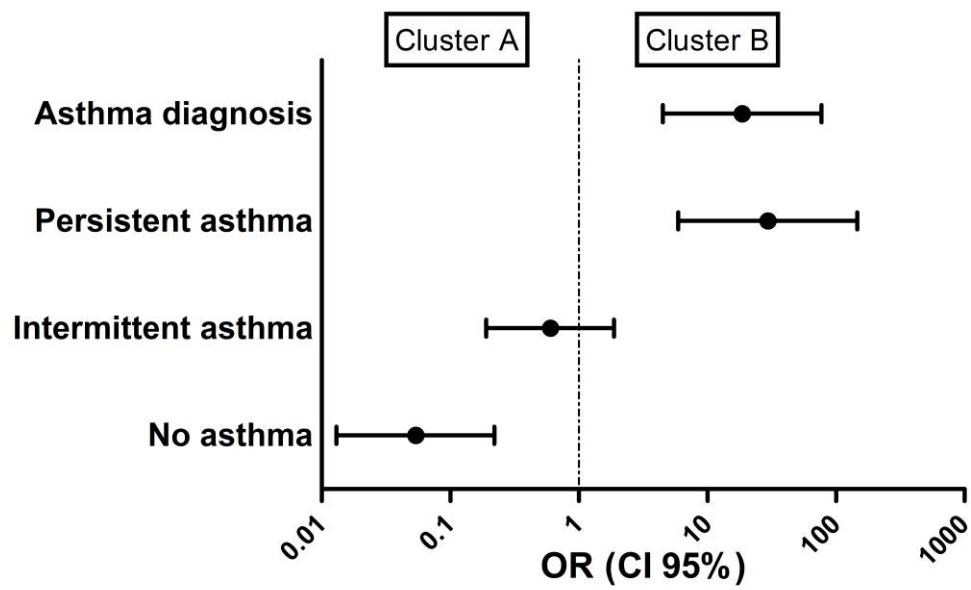 Cluster A
Cluster B
Asthma diagnosis
Persistent asthma
Intermittent asthma
No asthma
0.01
0.1
1
10
100
1000
OR (CI 95%)